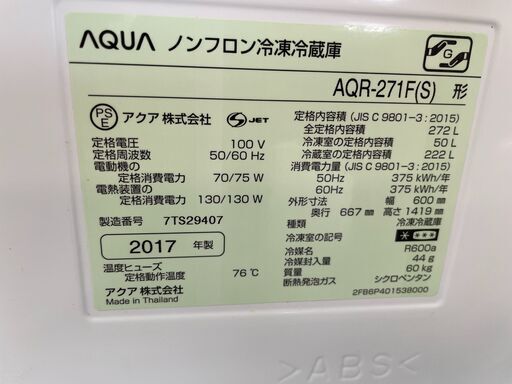 AQUA ノンフロン冷凍冷蔵庫
G
AQR-271F(S) 形
PS E アクア 株式会社 S JET
定格電圧 100 V
定格周波数 50/60 Hz
電動機の
定格消費電力 70/75 W
電熱装置の
定格消費電力 130/130 W
製造番号 7TS29407
2017 年製
温度ヒューズ
定格動作温度 76℃
アクア 株式会社
Made in Thailand
定格内容積 (JIS C 9801-3 : 2015)
全定格内容積 272 L
冷凍室の定格内容積 50 L
冷蔵室の定格内容積 222 L
消費電力量 (JIS C 9801-3 : 2015)
50Hz 375 kWh/年
60Hz 375 kWh/年
外形寸法 幅 600 mm
奥行 667 mm 高さ 1419 mm
種類 冷凍冷蔵庫
冷凍室の記号
冷媒名 R600a
冷媒封入量 44 g
質量 60 kg
断熱発泡ガス シクロペンタン
2FB6P401538000
>ABS<